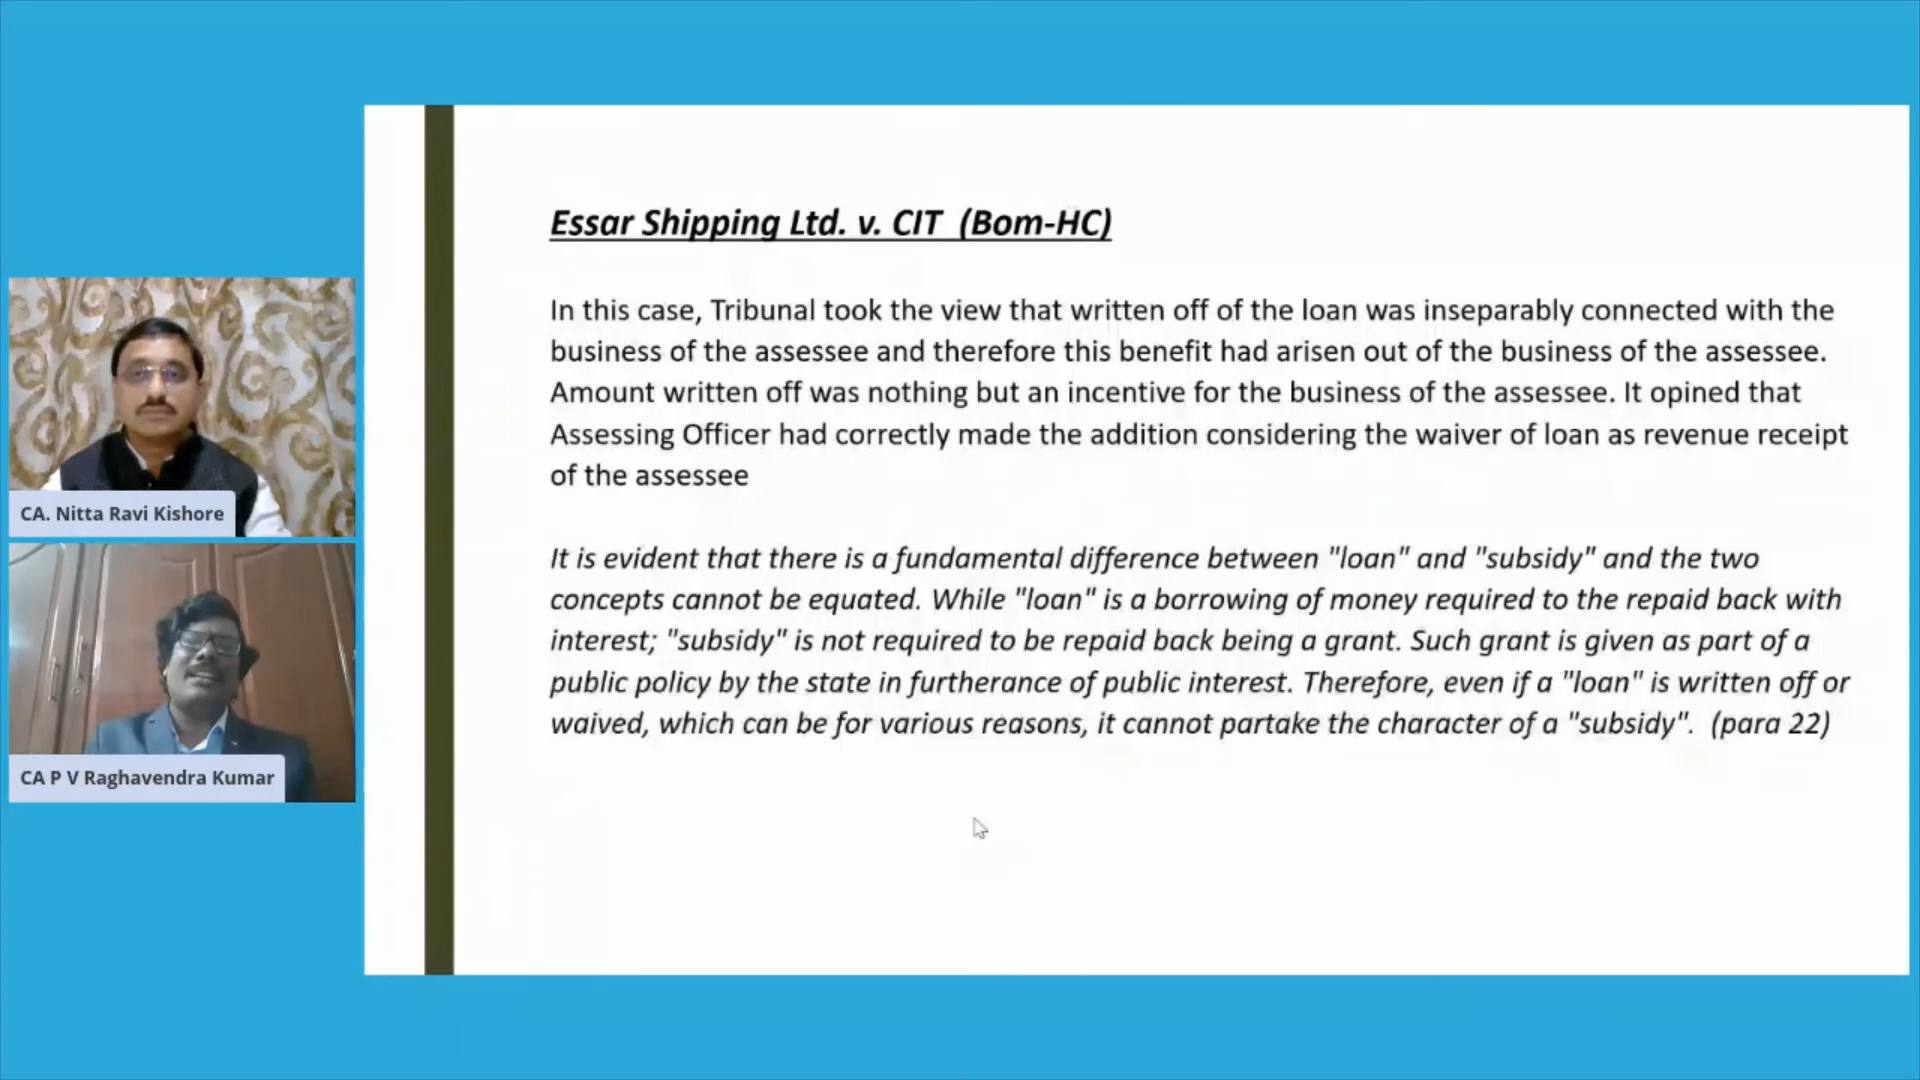 Essar Shipping Ltd. v. CIT (Bom-HC)
In this case, Tribunal took the view that written off of the loan was inseparably connected with the
business of the assessee and therefore this benefit had arisen out of the business of the assessee.
Amount written off was nothing but an incentive for the business of the assessee. It opined that
Assessing Officer had correctly made the addition considering the waiver of loan as revenue receipt
of the assessee
It is evident that there is a fundamental difference between "loan" and "subsidy" and the two
concepts cannot be equated. While "loan" is a borrowing of money required to the repaid back with
interest; "subsidy" is not required to be repaid back being a grant. Such grant is given as part of a
public policy by the state in furtherance of public interest. Therefore, even if a "loan" is written off or
waived, which can be for various reasons, it cannot partake the character of a "subsidy". (para 22)
CA. Nitta Ravi Kishore
CA P V Raghavendra Kumar